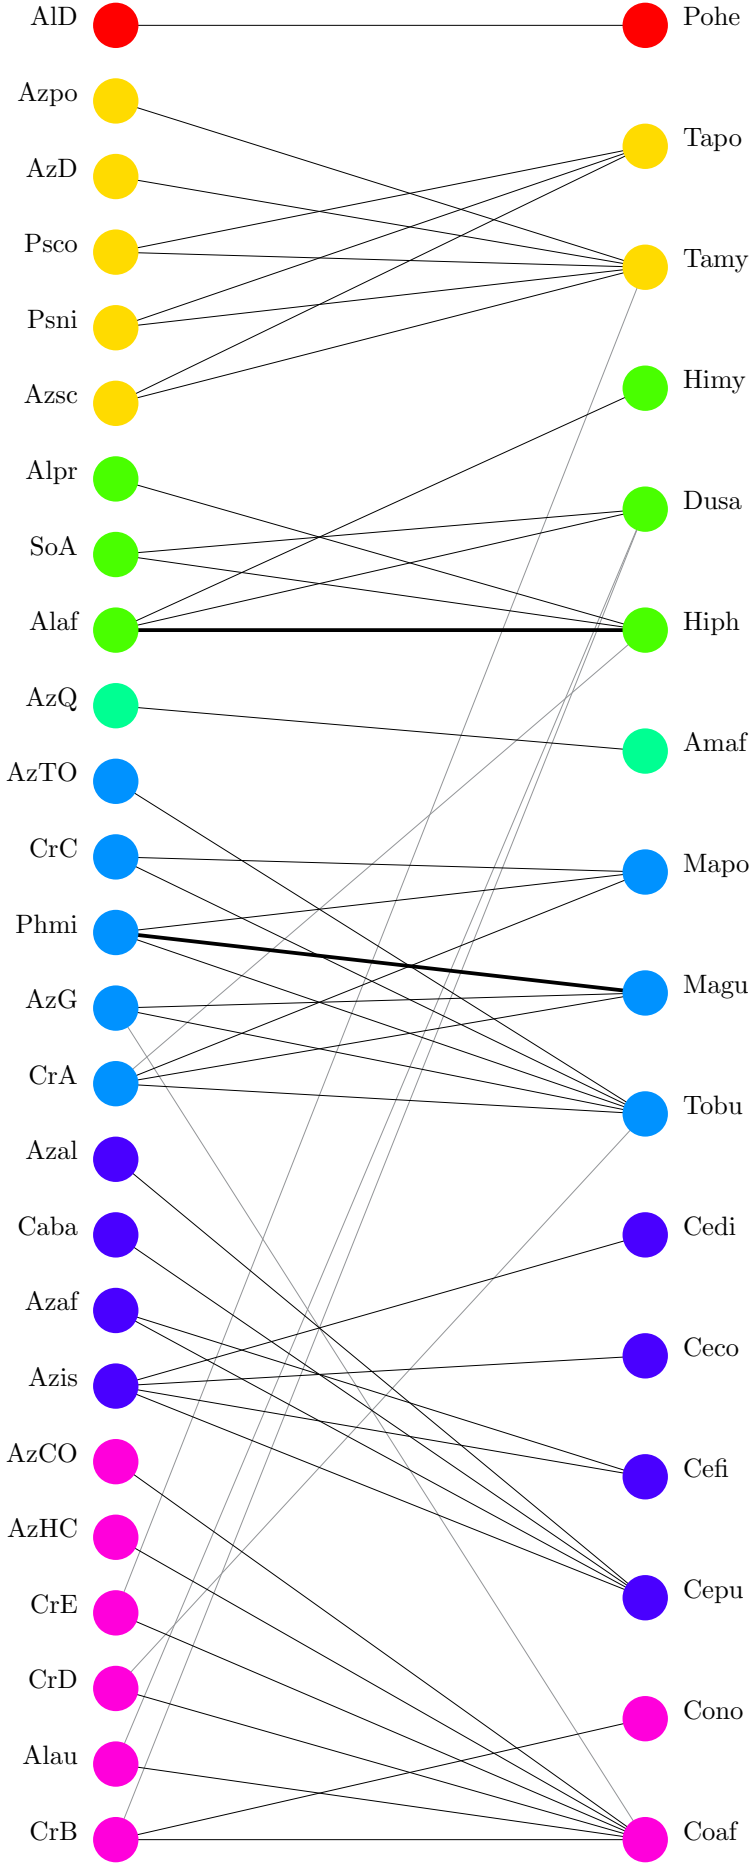 AlD
Azpo
AzD
Psco
Psni
Azsc
Alpr
SoA
Alaf
AzQ
AzTO
CrC
Phmi
AzG
CrA
Azal
Caba
Azaf
Azis
AzCO
AzHC
CrE
CrD
Alau
CrB
Pohe
Tapo
Tamy
Himy
Dusa
Hiph
Amaf
Mapo
Magu
Tobu
Cedi
Ceco
Cefi
Cepu
Cono
Coaf